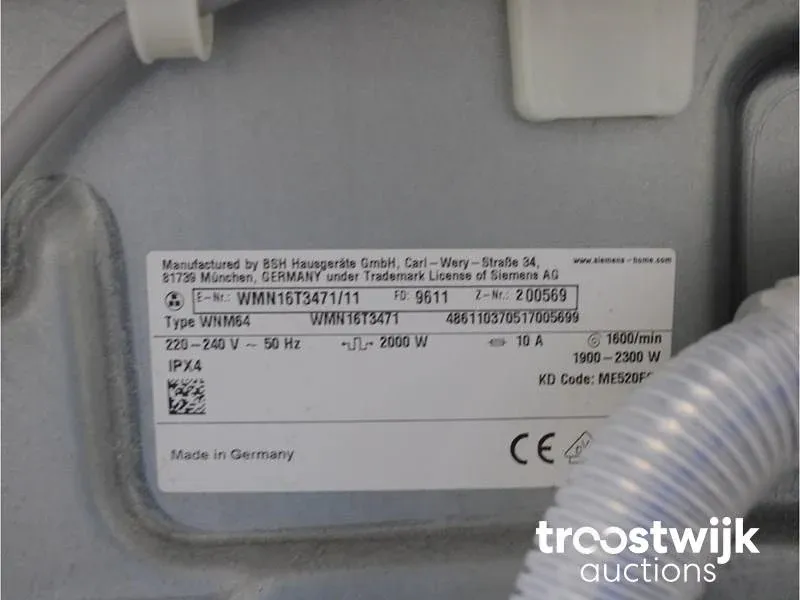 Manufactured by BSH Hausgeräte GmbH, Carl-Wery-Straße 34,
www.siemens-home.com
81739 München, GERMANY under Trademark License of Siemens AG
E-Nr.: WMN16T3471/11 FD: 9611 Z-Nr.: 200569
Type WNM64 WMN16T3471 486110370517005699
220-240 V ~ 50 Hz 2000 W 10 A 1600/min
IPX4 1900-2300 W
KD Code:
Made in Germany CE
troostwijk
auctions